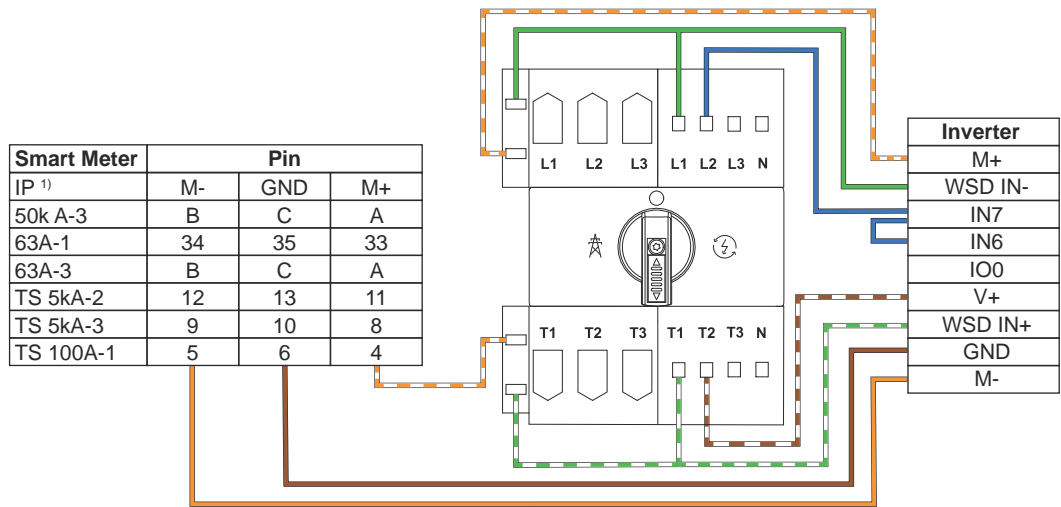 Smart Meter Pin
IP 1) M- GND M+
50k A-3 B C A
63A-1 34 35 33
63A-3 B C A
TS 5kA-2 12 13 11
TS 5kA-3 9 10 8
TS 100A-1 5 6 4
L1 L2 L3 L1 L2 L3 N
T1 T2 T3 T1 T2 T3 N
Inverter
M+
WSD IN-
IN7
IN6
IO0
V+
WSD IN+
GND
M-